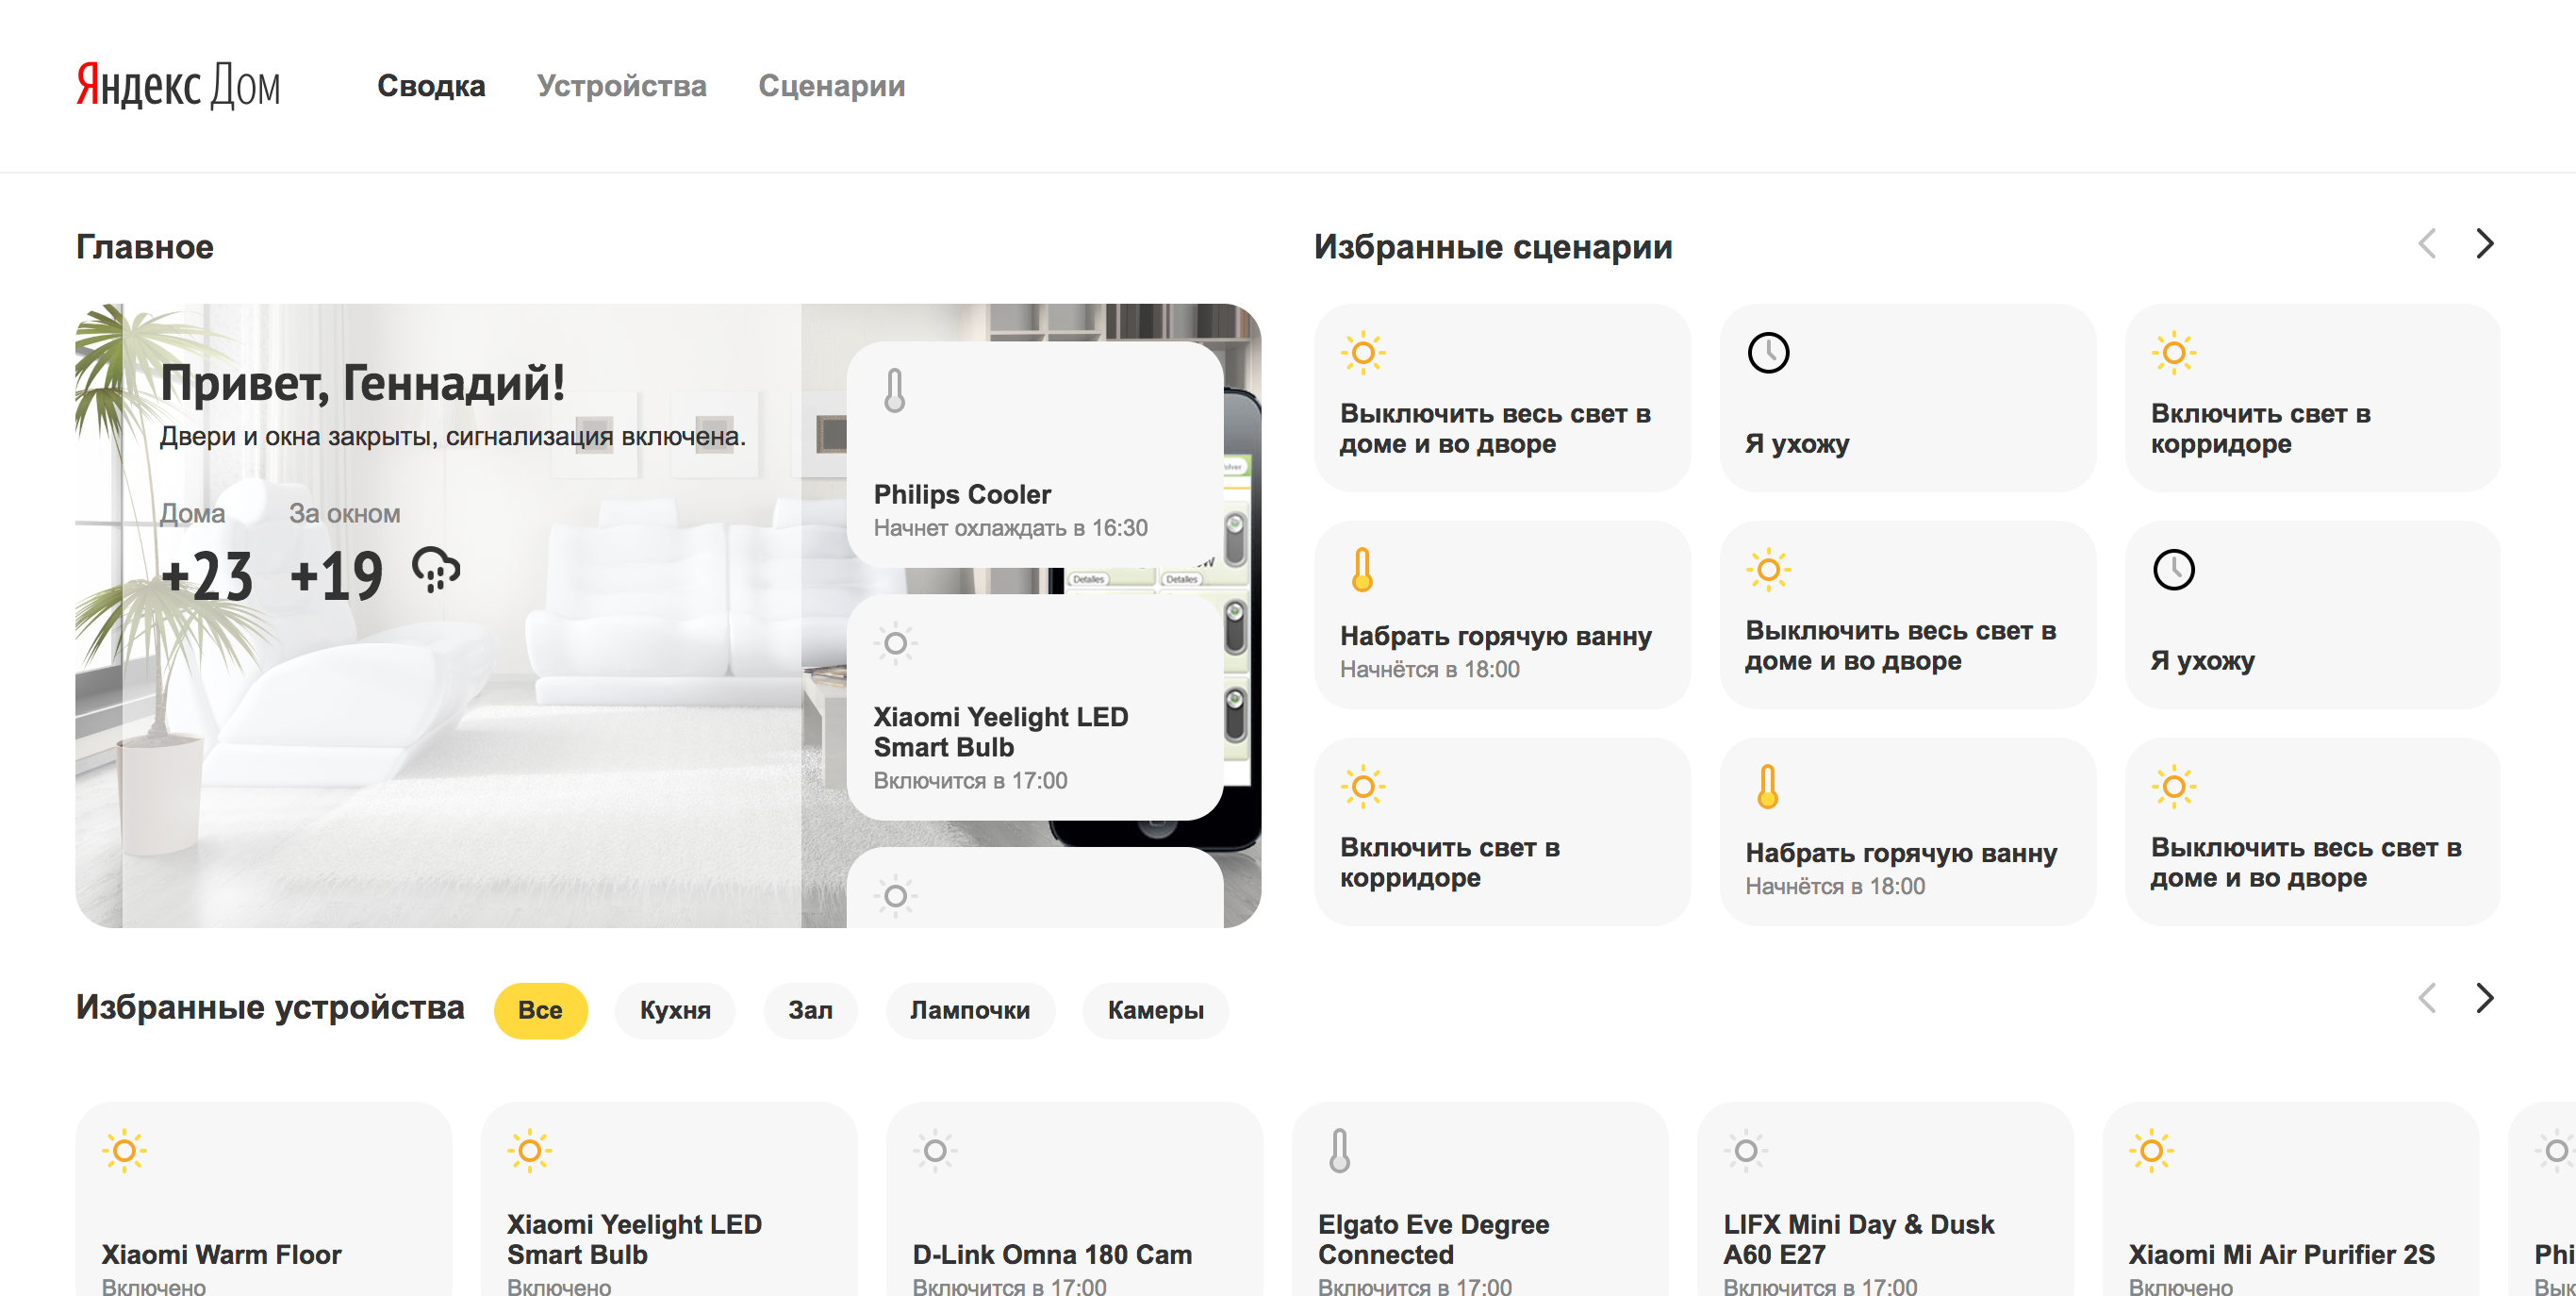 Яндекс Дом
Сводка
Устройства
Сценарии
Главное
Привет, Геннадий!
Двери и окна закрыты, сигнализация включена.
Дома
За окном
+23
+19
Philips Cooler
Начнет охлаждать в 16:30
Detalles
Detalles
Xiaomi Yeelight LED
Smart Bulb
Включится в 17:00
Избранные сценарии
Выключить весь свет в
доме и во дворе
Я ухожу
Включить свет в
корридоре
Набрать горячую ванну
Начнётся в 18:00
Выключить весь свет в
доме и во дворе
Я ухожу
Включить свет в
корридоре
Набрать горячую ванну
Начнётся в 18:00
Выключить весь свет в
доме и во дворе
Избранные устройства
Все
Кухня
Зал
Лампочки
Камеры
Xiaomi Warm Floor
Включено
Xiaomi Yeelight LED
Smart Bulb
Включено
D-Link Omna 180 Cam
Включится в 17:00
Elgato Eve Degree
Connected
Включится в 17:00
LIFX Mini Day & Dusk
A60 E27
Включится в 17:00
Xiaomi Mi Air Purifier 2S
Включено
Phi